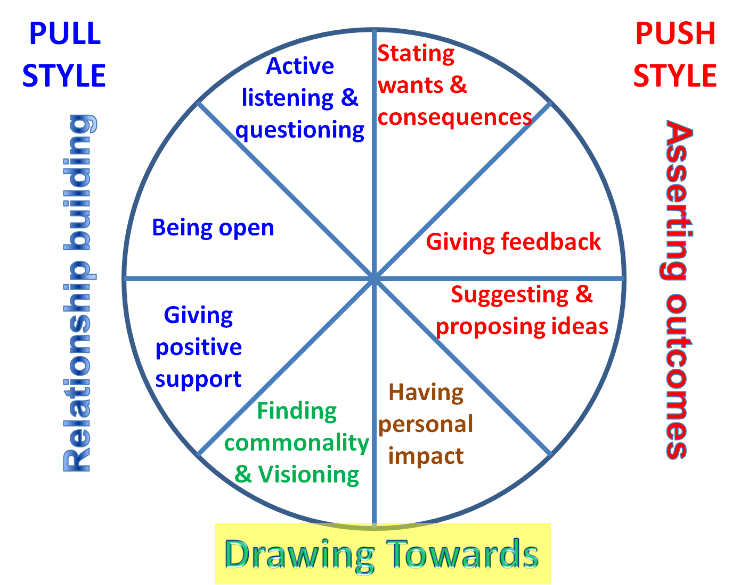 PULL
STYLE
PUSH
STYLE
Relationship building
Asserting outcomes
Active
listening &
questioning
Stating
wants &
consequences
Being open
Giving feedback
Giving
positive
support
Suggesting &
proposing ideas
Finding
commonality
& Visioning
Having
personal
impact
Drawing Towards